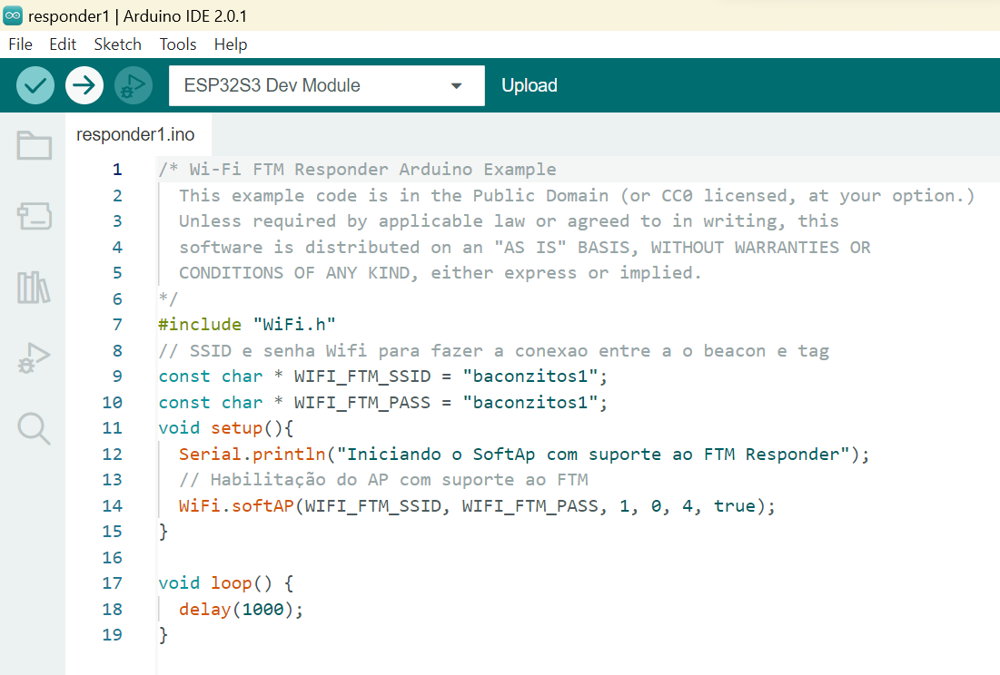 responder1 | Arduino IDE 2.0.1
File Edit Sketch Tools Help
ESP32S3 Dev Module Upload
responder1.ino
1 /* Wi-Fi FTM Responder Arduino Example
2 This example code is in the Public Domain (or CC0 licensed, at your option.)
3 Unless required by applicable law or agreed to in writing, this
4 software is distributed on an "AS IS" BASIS, WITHOUT WARRANTIES OR
5 CONDITIONS OF ANY KIND, either express or implied.
6 */
7 #include "WiFi.h"
8 // SSID e senha Wifi para fazer a conexao entre a o beacon e tag
9 const char * WIFI_FTM_SSID = "baconzitos1";
10 const char * WIFI_FTM_PASS = "baconzitos1";
11 void setup(){
12 Serial.println("Iniciando o SoftAp com suporte ao FTM Responder");
13 // Habilitação do AP com suporte ao FTM
14 WiFi.softAP(WIFI_FTM_SSID, WIFI_FTM_PASS, 1, 0, 4, true);
15 }
16
17 void loop() {
18 delay(1000);
19 }